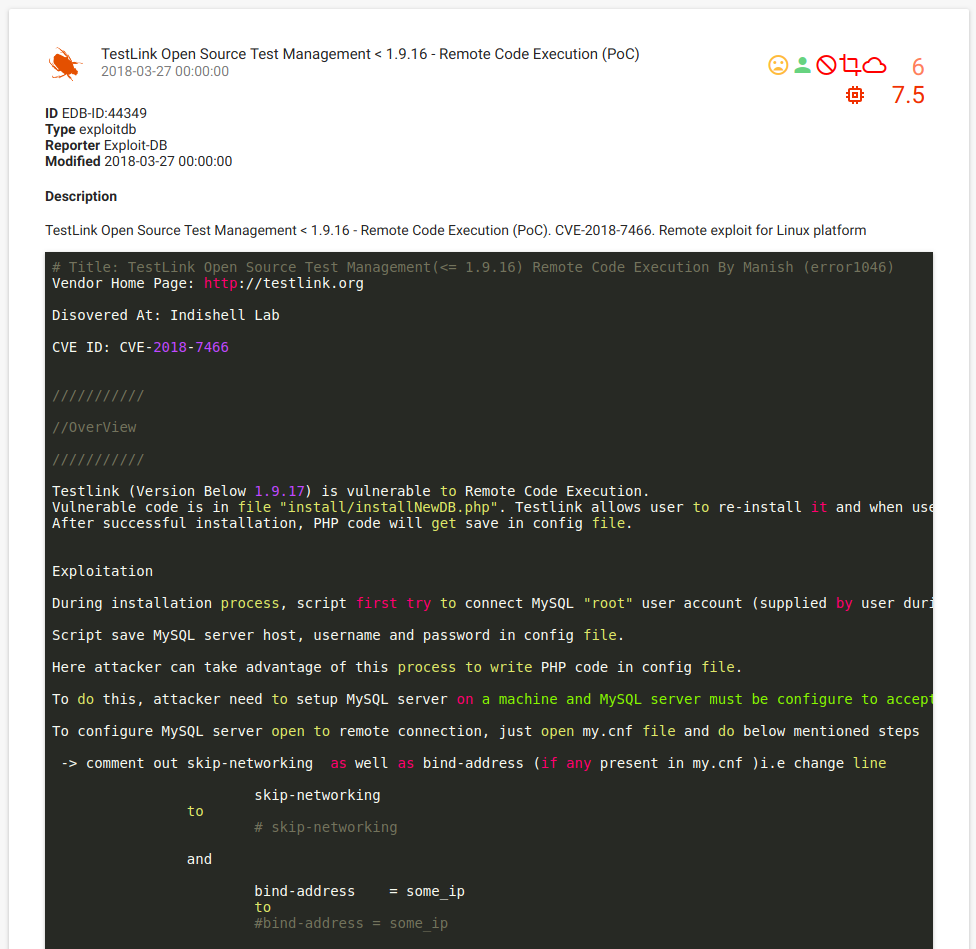 TestLink Open Source Test Management < 1.9.16 - Remote Code Execution (PoC)
2018-03-27 00:00:00
6
7.5
ID EDB-ID:44349
Type exploitdb
Reporter Exploit-DB
Modified 2018-03-27 00:00:00
Description
TestLink Open Source Test Management < 1.9.16 - Remote Code Execution (PoC). CVE-2018-7466. Remote exploit for Linux platform
# Title: TestLink Open Source Test Management(<= 1.9.16) Remote Code Execution By Manish (error1046)
Vendor Home Page: http://testlink.org
Disovered At: Indishell Lab
CVE ID: CVE-2018-7466
///////////
//OverView
///////////
Testlink (Version Below 1.9.17) is vulnerable to Remote Code Execution.
Vulnerable code is in file "install/installNewDB.php". Testlink allows user to re-install it and when use
After successful installation, PHP code will get save in config file.
Exploitation
During installation process, script first try to connect MySQL "root" user account (supplied by user duri
Script save MySQL server host, username and password in config file.
Here attacker can take advantage of this process to write PHP code in config file.
To do this, attacker need to setup MySQL server on a machine and MySQL server must be configure to accept
To configure MySQL server open to remote connection, just open my.cnf file and do below mentioned steps
-> comment out skip-networking  as well as bind-address (if any present in my.cnf )i.e change line
skip-networking
to
# skip-networking
and
bind-address    = some_ip
to
#bind-address = some_ip